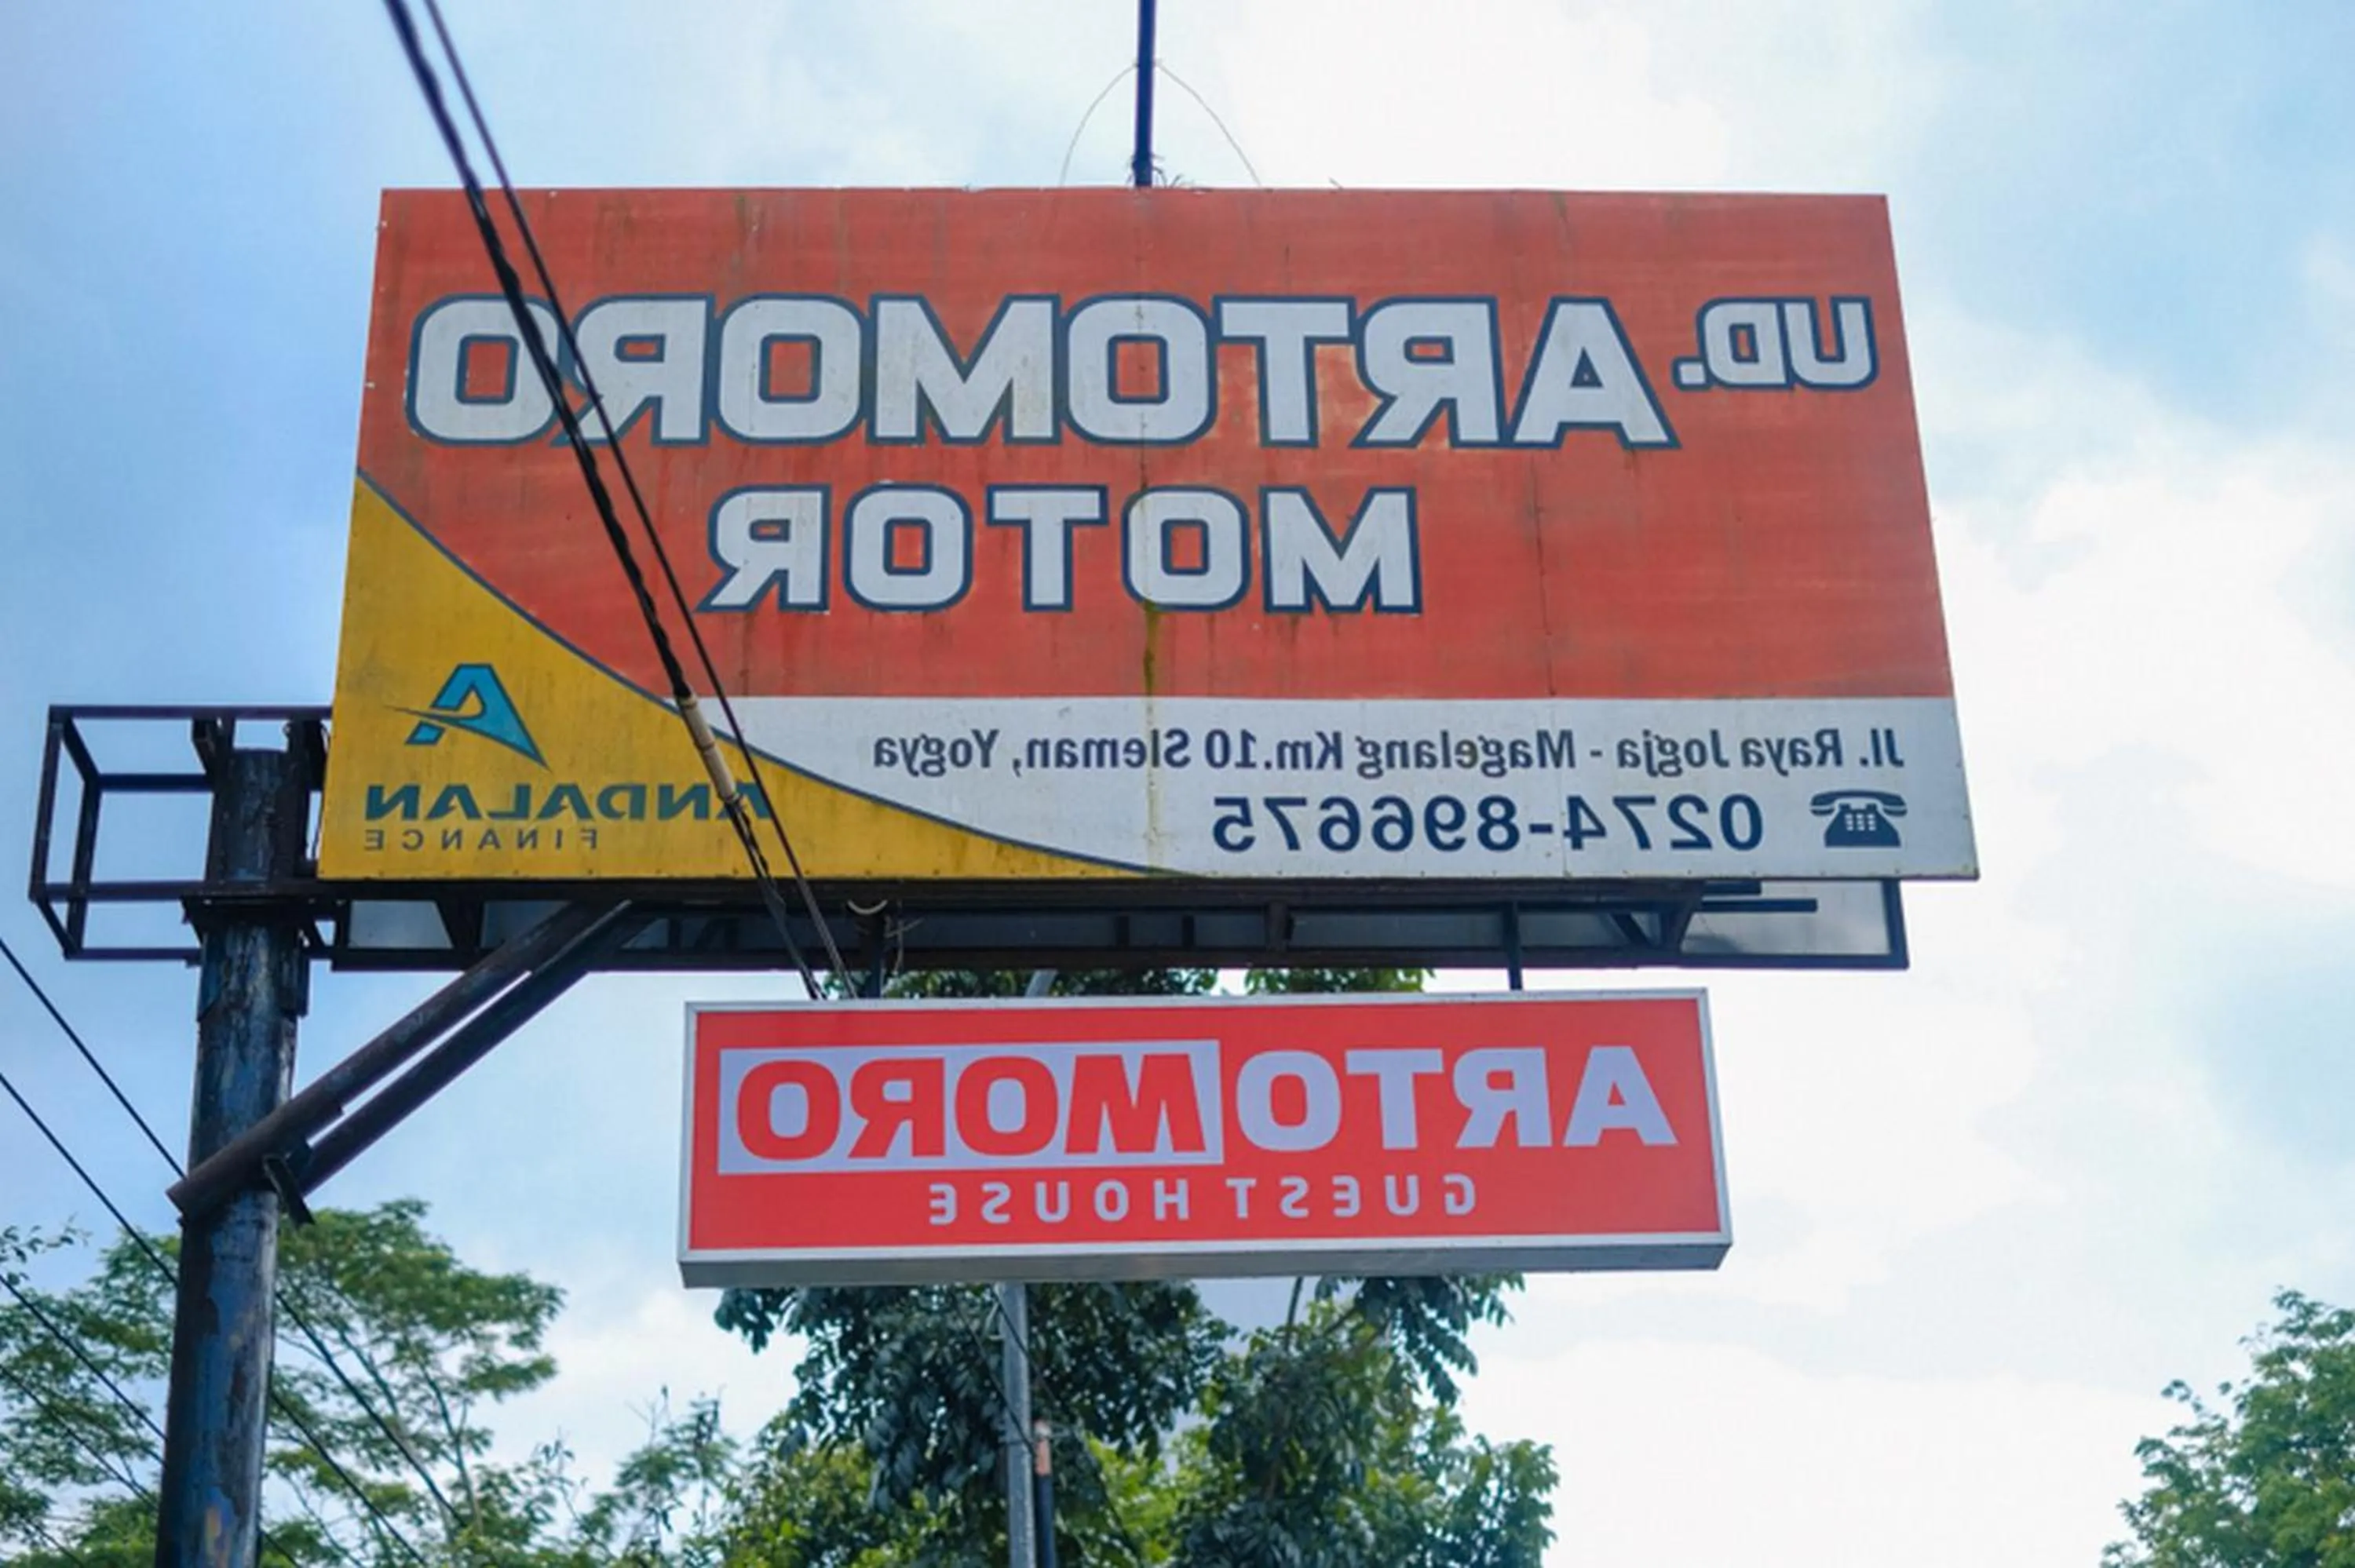 UD. ARTOMORO
MOTOR
Jl. Raya Jogja - Magelang Km.10 Sleman, Yogya
0274-896675
ANDALAN
FINANCE
ARTOMORO
GUEST HOUSE